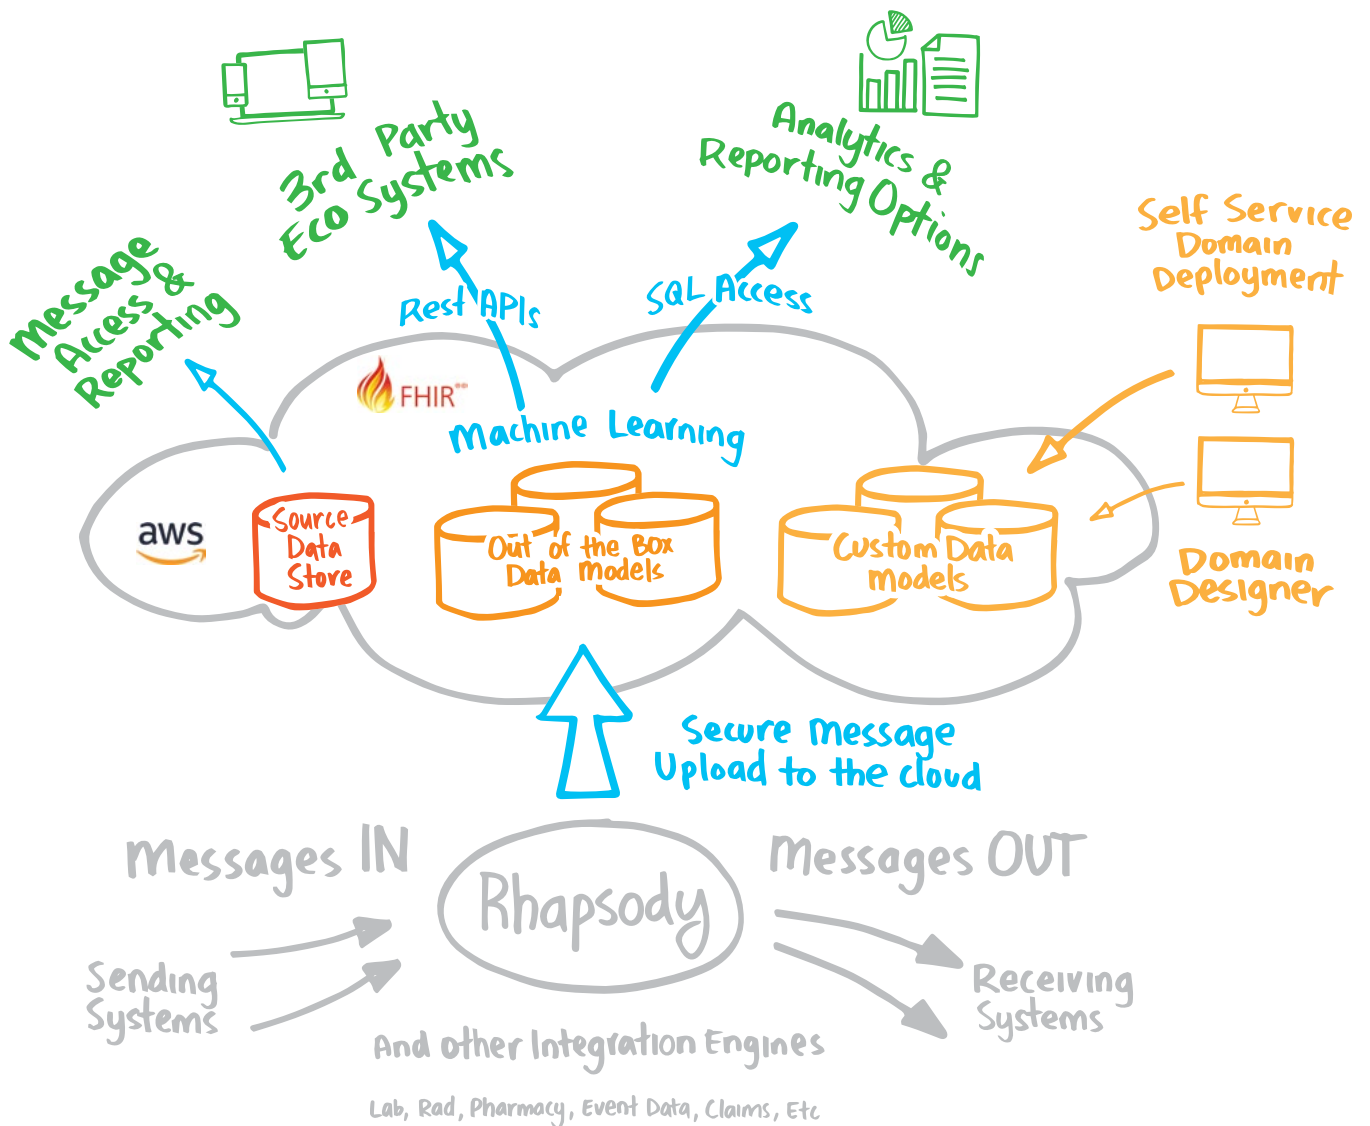 3rd Party
Eco Systems
Analytics &
Reporting Options
Message
Access &
Reporting
Self Service
Domain
Deployment
Rest APIs
SQL Access
FHIR
Machine Learning
aws
Source
Data
Store
Out of the Box
Data Models
Custom Data
Models
Domain
Designer
Secure Message
Upload to the cloud
Messages IN
Rhapsody
Messages OUT
Sending
Systems
Receiving
Systems
And other Integration Engines
Lab, Rad, Pharmacy, Event Data, Claims, Etc